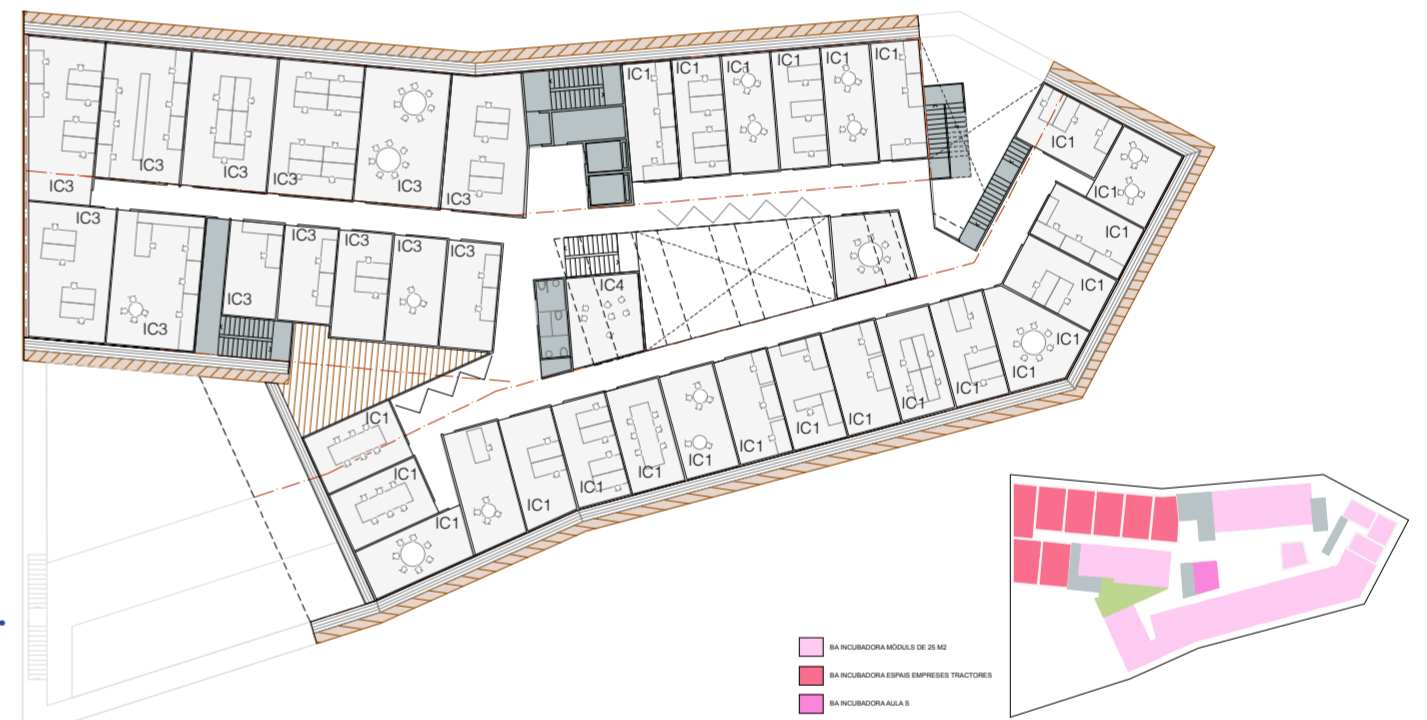 IC1 IC1 IC1 IC1 IC1 IC1
IC1
IC3 IC3 IC3 IC3 IC3 IC3
IC1
IC3 IC3 IC3 IC3 IC3 IC3 IC3
IC1
IC4
IC1
IC1
IC1
IC1 IC1 IC1 IC1 IC1 IC1 IC1 IC1 IC1 IC1
IC1
IC1
IC1
BA INCUBADORA MÒDULS DE 25 M2
BA INCUBADORA ESPAIS EMPRESES TRACTORES
BA INCUBADORA AULA S